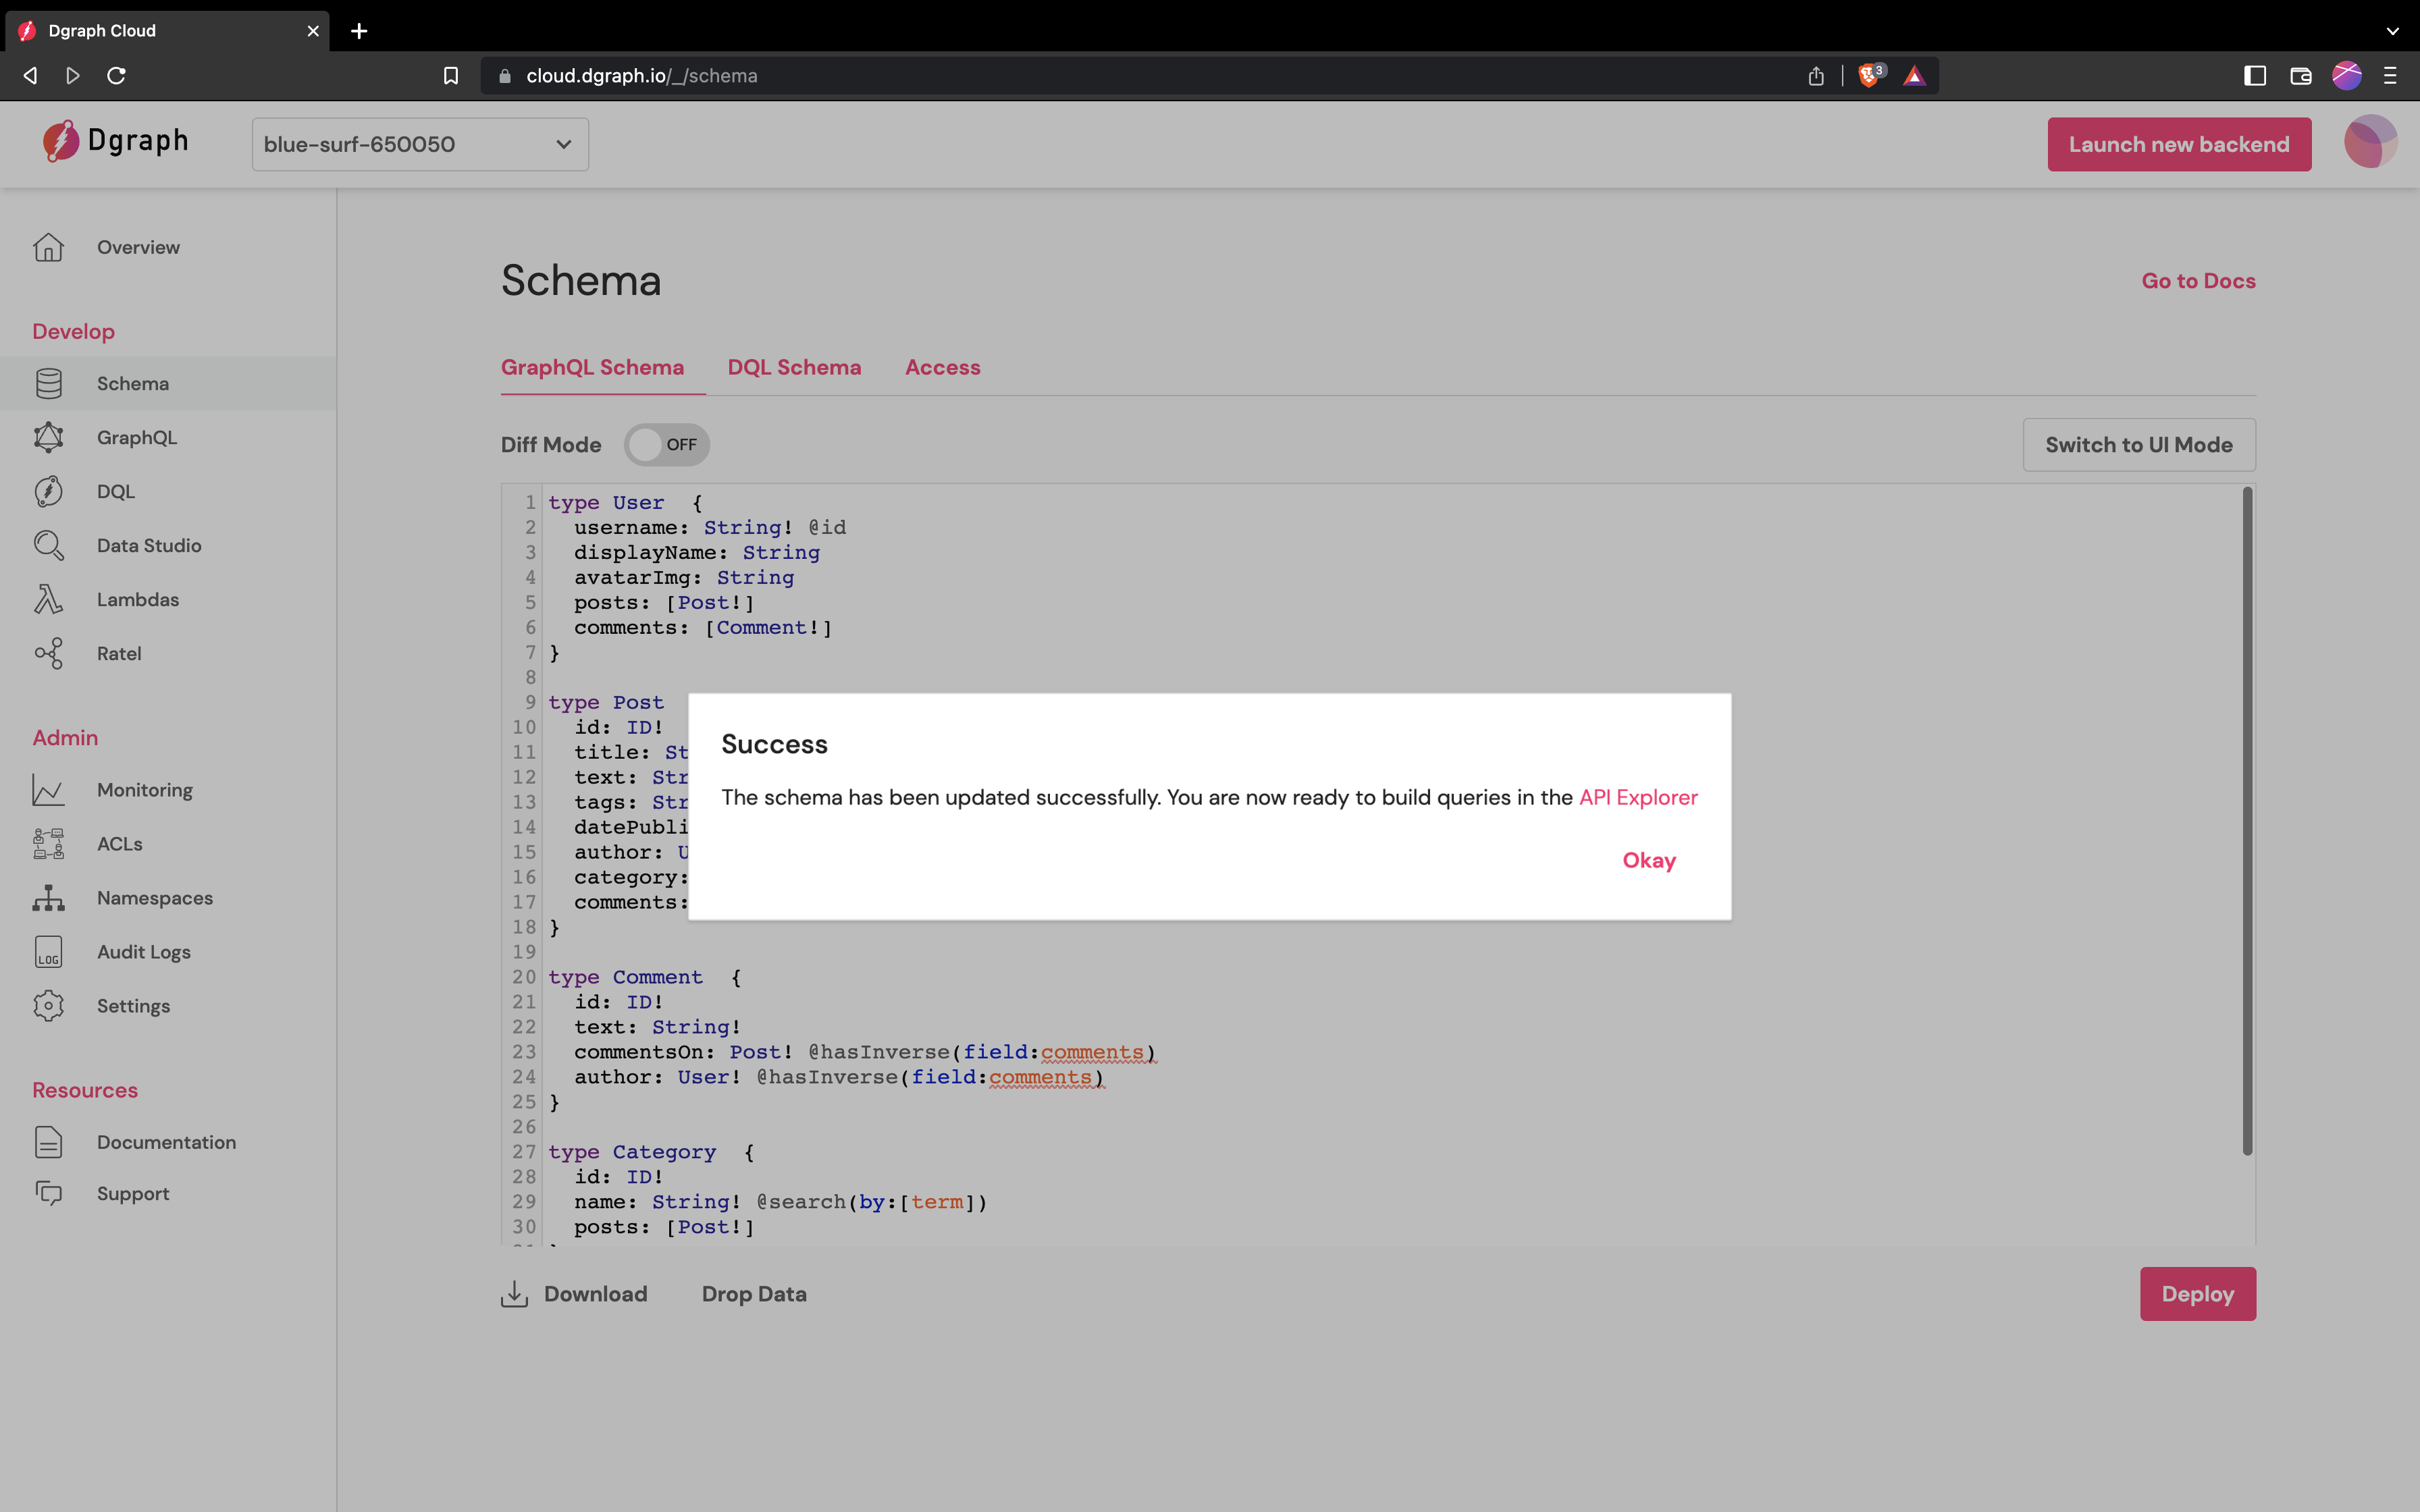 Dgraph Cloud
cloud.dgraph.io/_/schema
3
Dgraph
blue-surf-650050
Launch new backend
Overview
Develop
Schema
GraphQL
DQL
Data Studio
Lambdas
Ratel
Admin
Monitoring
ACLs
Namespaces
LOG
Audit Logs
Settings
Resources
Documentation
Support
Schema
Go to Docs
GraphQL Schema
DQL Schema
Access
Diff Mode
OFF
Switch to UI Mode
1 type User {
2 username: String! @id
3 displayName: String
4 avatarImg: String
5 posts: [Post!]
6 comments: [Comment!]
7 }
8
9 type Post
10 id: ID!
11 title: St
12 text: Str
13 tags: Str
14 datePubli
15 author: U
16 category:
17 comments:
18 }
19
20 type Comment {
21 id: ID!
22 text: String!
23 commentsOn: Post! @hasInverse(field:comments)
24 author: User! @hasInverse(field:comments)
25 }
26
27 type Category {
28 id: ID!
29 name: String! @search(by:[term])
30 posts: [Post!]
Success
The schema has been updated successfully. You are now ready to build queries in the API Explorer
Okay
Download
Drop Data
Deploy